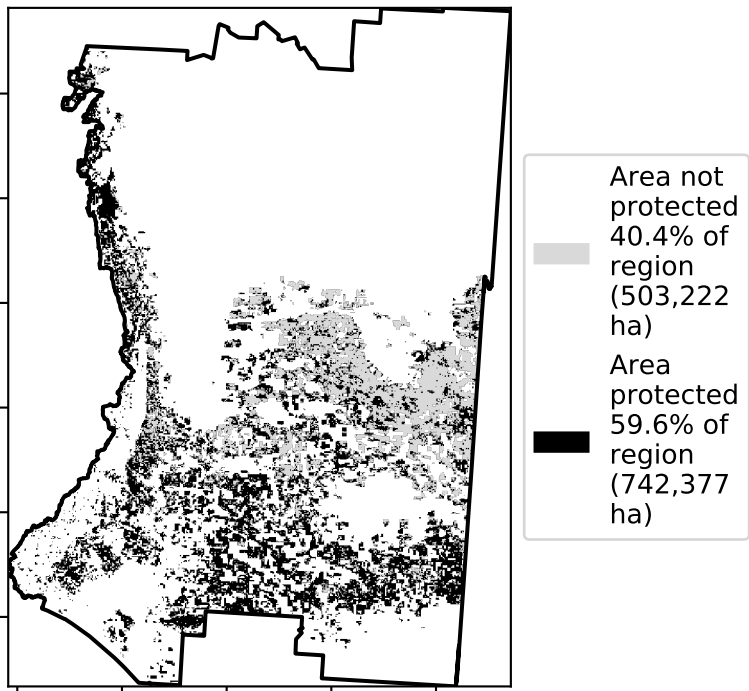 Area not
protected
40.4% of
region
(503,222
ha)
Area
protected
59.6% of
region
(742,377
ha)